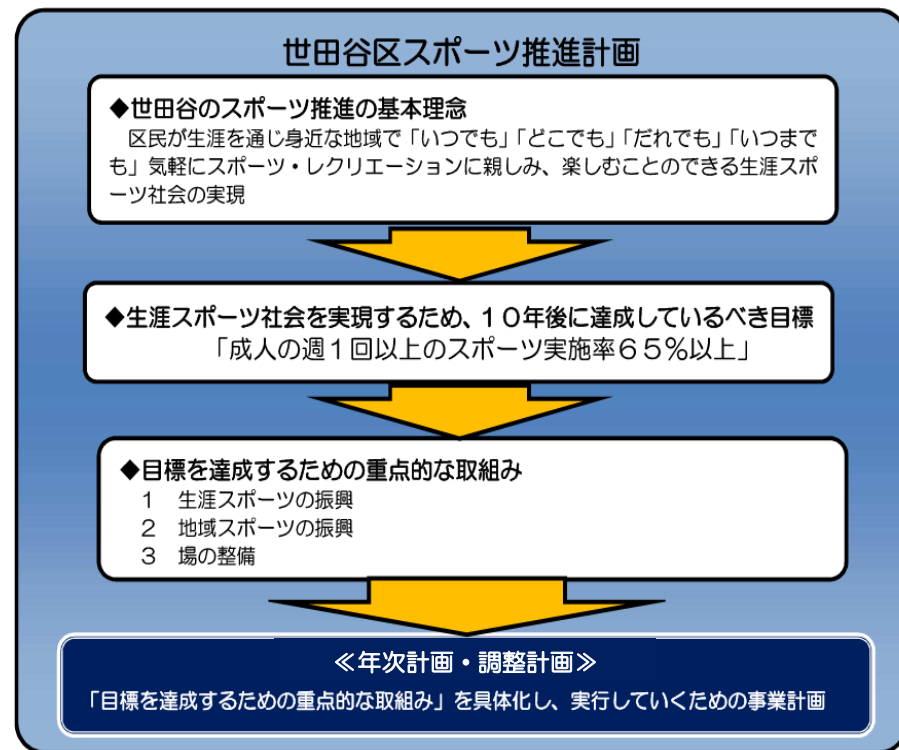 世田谷区スポーツ推進計画
◆世田谷のスポーツ推進の基本理念
区民が生涯を通じ身近な地域で「いつでも」「どこでも」「だれでも」「いつまで
も」気軽にスポーツ・レクリエーションに親しみ、楽しむことのできる生涯スポ
ーツ社会の実現
◆生涯スポーツ社会を実現するため、１０年後に達成しているべき目標
「成人の週１回以上のスポーツ実施率６５％以上」
◆目標を達成するための重点的な取組み
１　生涯スポーツの振興
２　地域スポーツの振興
３　場の整備
≪年次計画・調整計画≫
「目標を達成するための重点的な取組み」を具体化し、実行していくための事業計画